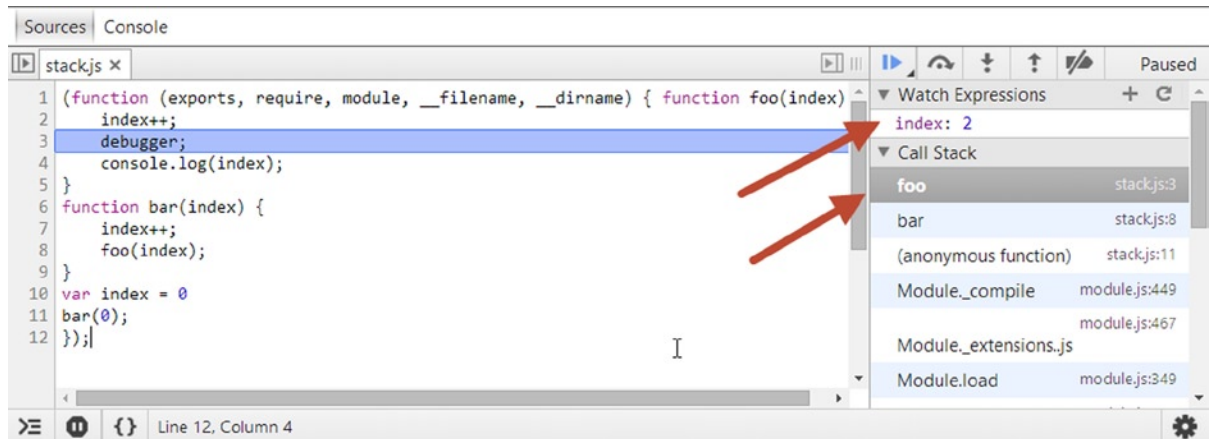 Sources Console
stack.js × Paused
1 (function (exports, require, module, __filename, __dirname) { function foo(index)
2 index++;
3 debugger;
4 console.log(index);
5 }
6 function bar(index) {
7 index++;
8 foo(index);
9 }
10 var index = 0
11 bar(0);
12 });
Watch Expressions
index: 2
Call Stack
foo stack.js:3
bar stack.js:8
(anonymous function) stack.js:11
Module._compile module.js:449
module.js:467
Module._extensions..js
Module.load module.js:349
{} Line 12, Column 4